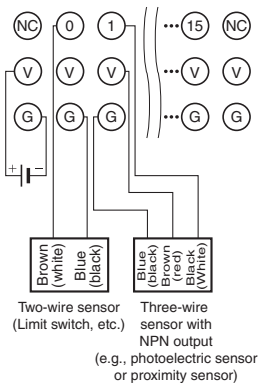 NC 0 1 ••• 15 NC
V V V ••• V V
G G G ••• G G
+ −
Brown
(white)
Blue
(black)
Blue
(black)
Brown
(red)
Black
(White)
Two-wire sensor
(Limit switch, etc.)
Three-wire
sensor with
NPN output
(e.g., photoelectric sensor
or proximity sensor)